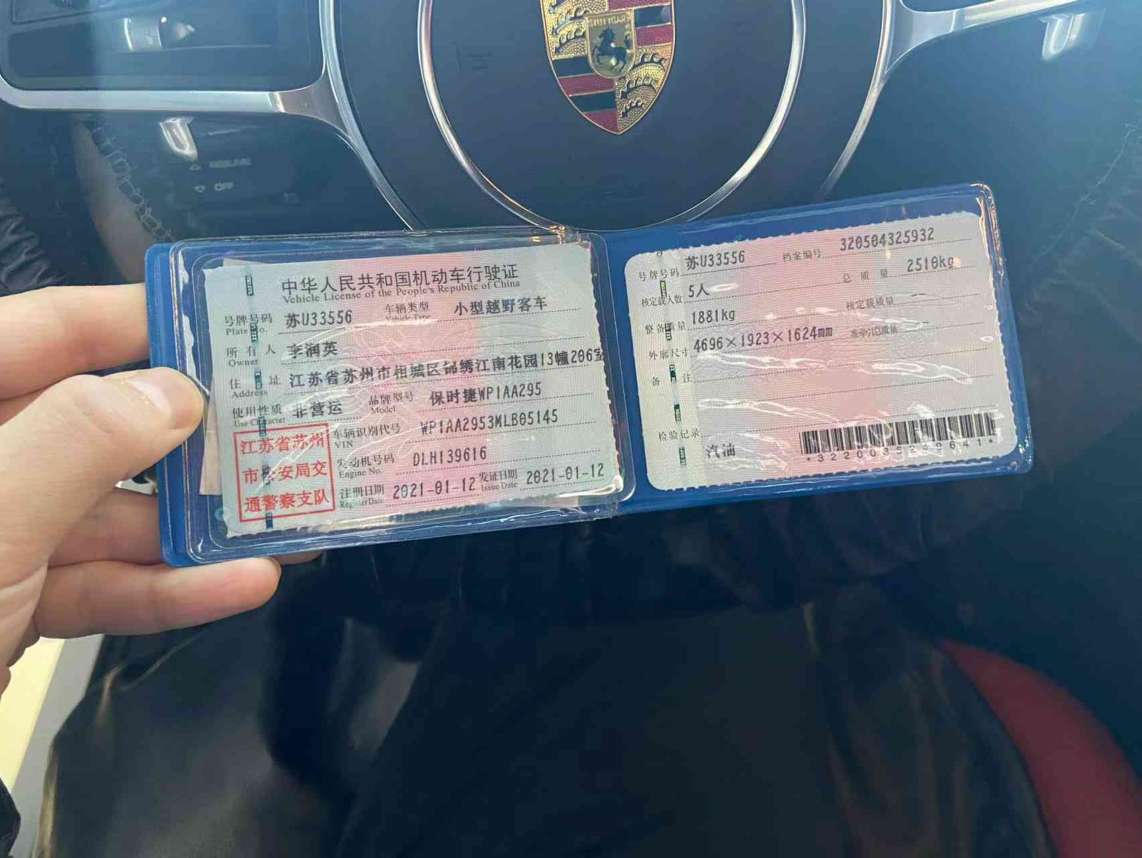 中华人民共和国机动车行驶证
Vehicle License of the People's Republic of China
号牌号码 苏U33556 车辆类型 小型越野客车
Plate No. Vehicle Type
所有人 李润英
Owner
住址 江苏省苏州市相城区锦绣江南花园13幢206室
Address
使用性质 非营运 品牌型号 保时捷WP1AA295
Use Character Model
江苏省苏州
市公安局交
通警察支队
车辆识别代号 WP1AA2953MLB05145
VIN
发动机号码 DLH139616
Engine No.
注册日期 2021-01-12 发证日期 2021-01-12
Register Date Issue Date
号牌号码 苏U33556 档案编号 320504325932
核定载人数 5人 总质量 2510kg
整备质量 1881kg 核定载质量
外廓尺寸 4696×1923×1624mm
备注
检验记录 汽油
OFF